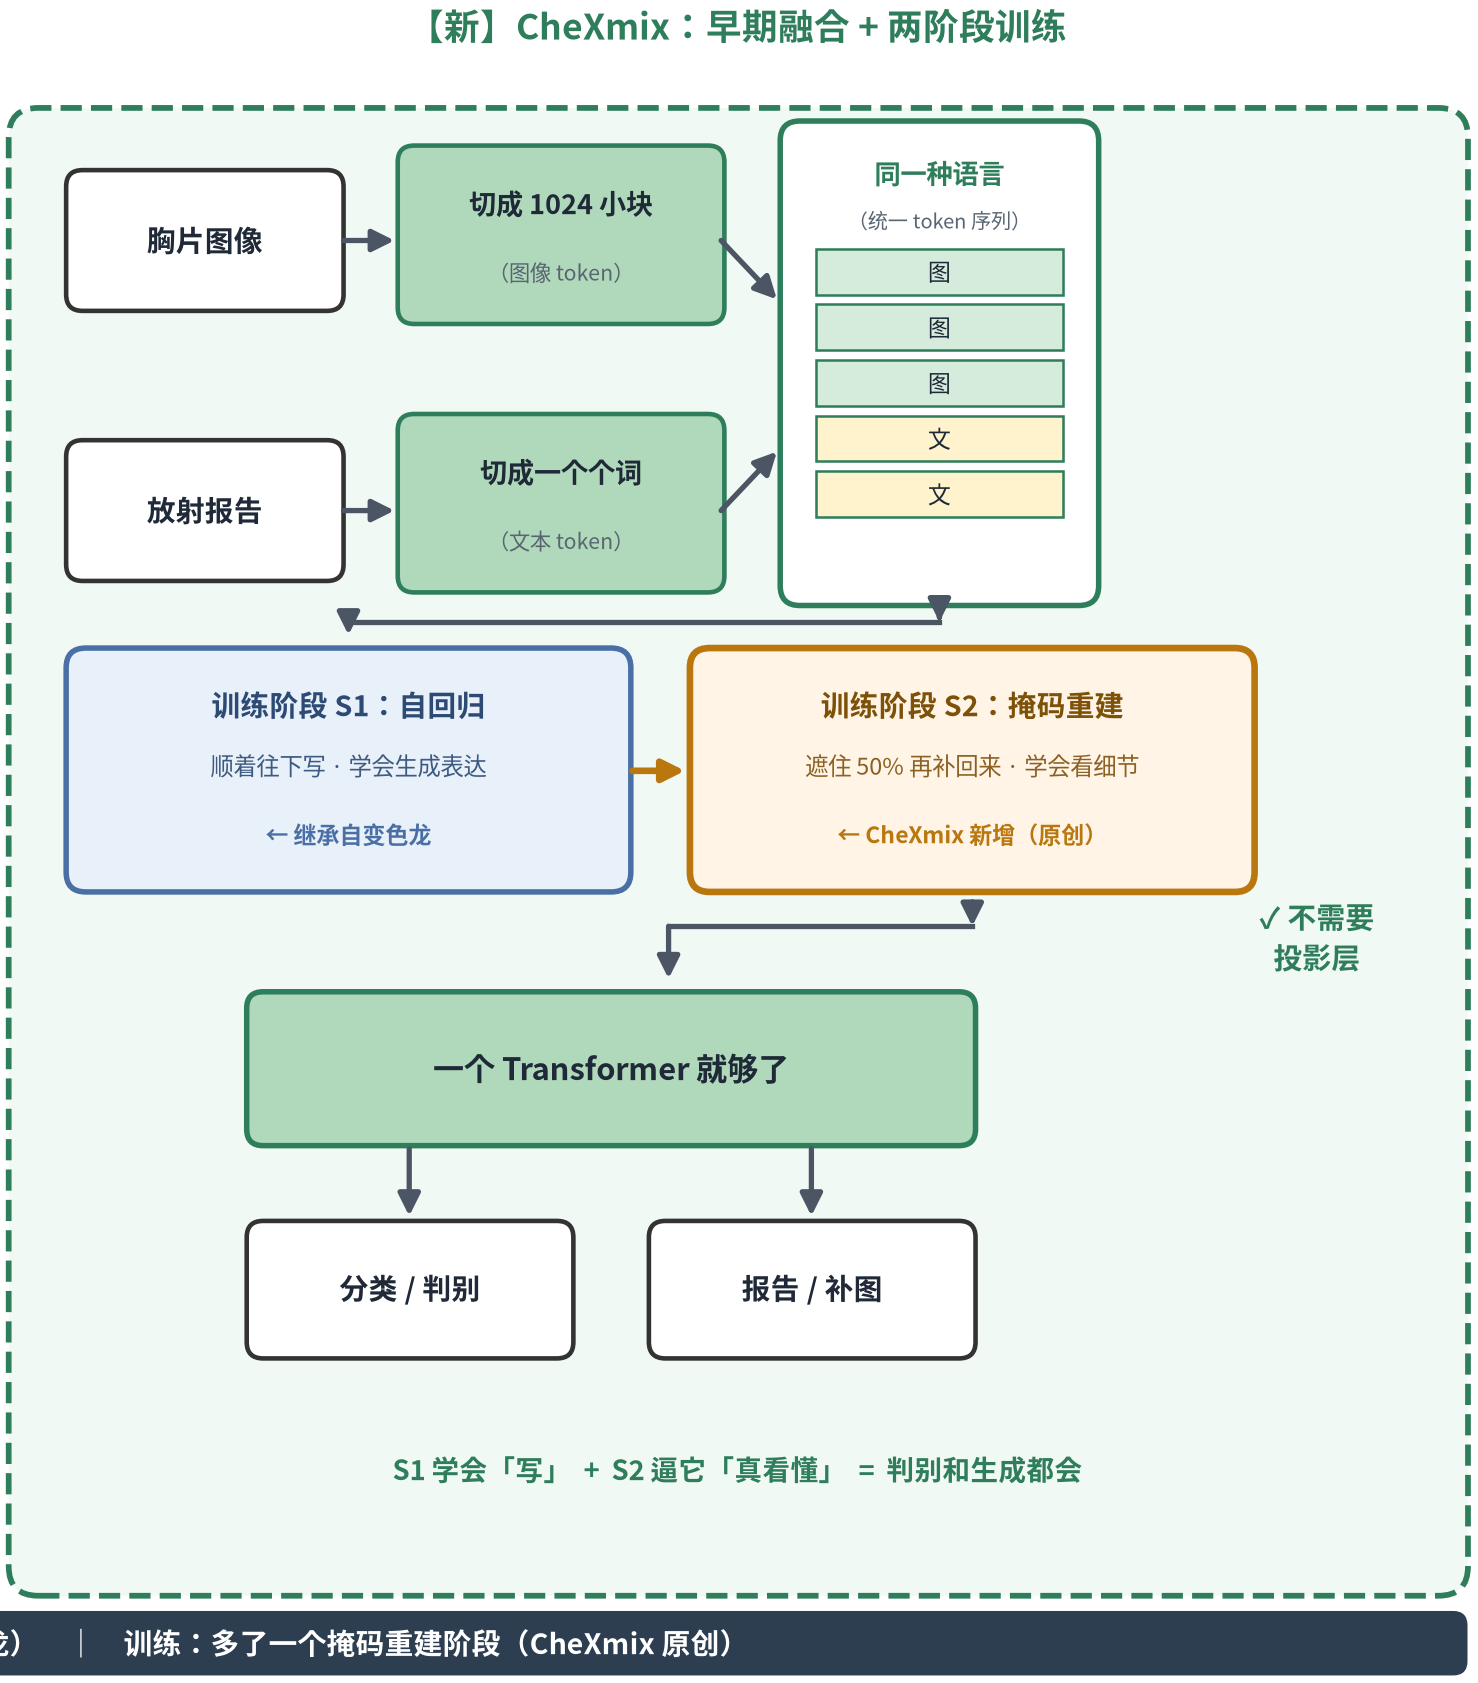 【新】CheXmix：早期融合 + 两阶段训练
胸片图像
切成 1024 小块
（图像 token）
同一种语言
（统一 token 序列）
图
图
图
文
文
放射报告
切成一个个词
（文本 token）
训练阶段 S1：自回归
顺着往下写 · 学会生成表达
← 继承自变色龙
训练阶段 S2：掩码重建
遮住 50% 再补回来 · 学会看细节
← CheXmix 新增（原创）
✓ 不需要
投影层
一个 Transformer 就够了
分类 / 判别
报告 / 补图
S1 学会「写」 + S2 逼它「真看懂」 = 判别和生成都会
） ｜ 训练：多了一个掩码重建阶段（CheXmix 原创）